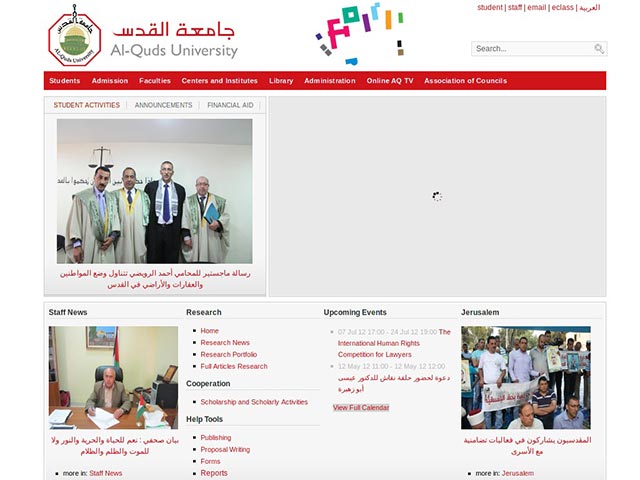 student | staff | email | eclass | العربية
جامعة القدس
Al-Quds University
Search...
Students Admission Faculties Centers and Institutes Library Administration Online AQ TV Association of Councils
STUDENT ACTIVITIES ANNOUNCEMENTS FINANCIAL AID
رسالة ماجستير للمحامي أحمد الرويضي تتناول وضع المواطنين
والعقارات والأراضي في القدس
Staff News
بيان صحفي : نعم للحياة والحرية والنور ولا
للموت والظلم والظلام
more in: Staff News
Research
Home
Research News
Research Portfolio
Full Articles Research
Cooperation
Scholarship and Scholarly Activities
Help Tools
Publishing
Proposal Writing
Forms
Reports
Upcoming Events
07 Jul 12 17:00 - 24 Jul 12 19:00 The
International Human Rights
Competition for Lawyers
12 May 12 11:00 - 12 May 12 12:00
دعوة لحضور حلقة نقاش للدكتور عيسى
أبو زهيرة
View Full Calendar
Jerusalem
المقدسيون يشاركون في فعاليات تضامنية
مع الأسرى
more in: Jerusalem